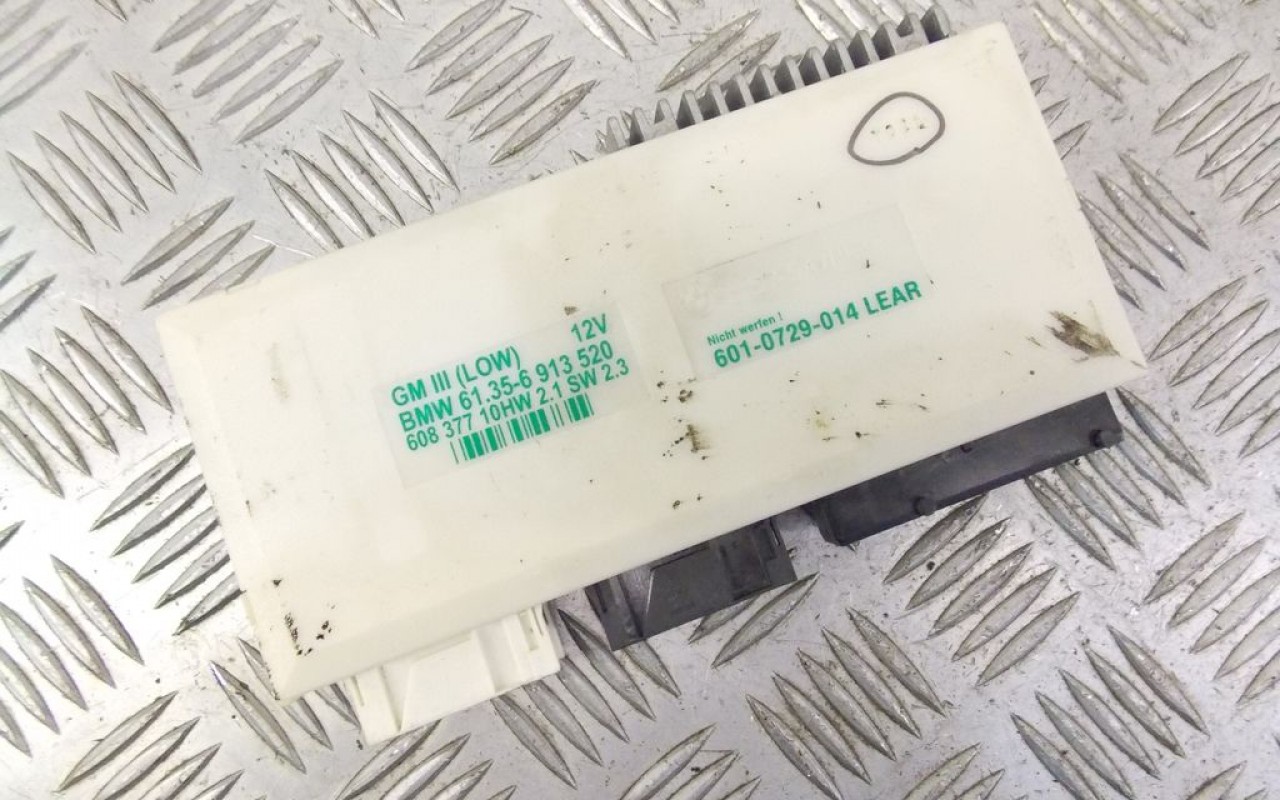 GM III (LOW) 12V
BMW 61.35-6 913 520
608 377 10HW 2.1 SW 2.3
Nicht werfen !
601-0729-014 LEAR